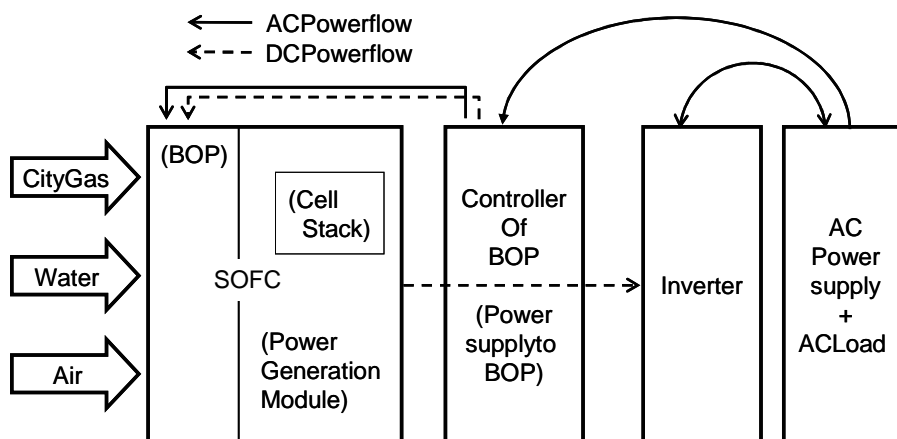 ACPowerflow
DCPowerflow
CityGas
Water
Air
(BOP)
(Cell
Stack)
SOFC
(Power
Generation
Module)
Controller
Of
BOP
(Power
supplyto
BOP)
Inverter
AC
Power
supply
+
ACLoad